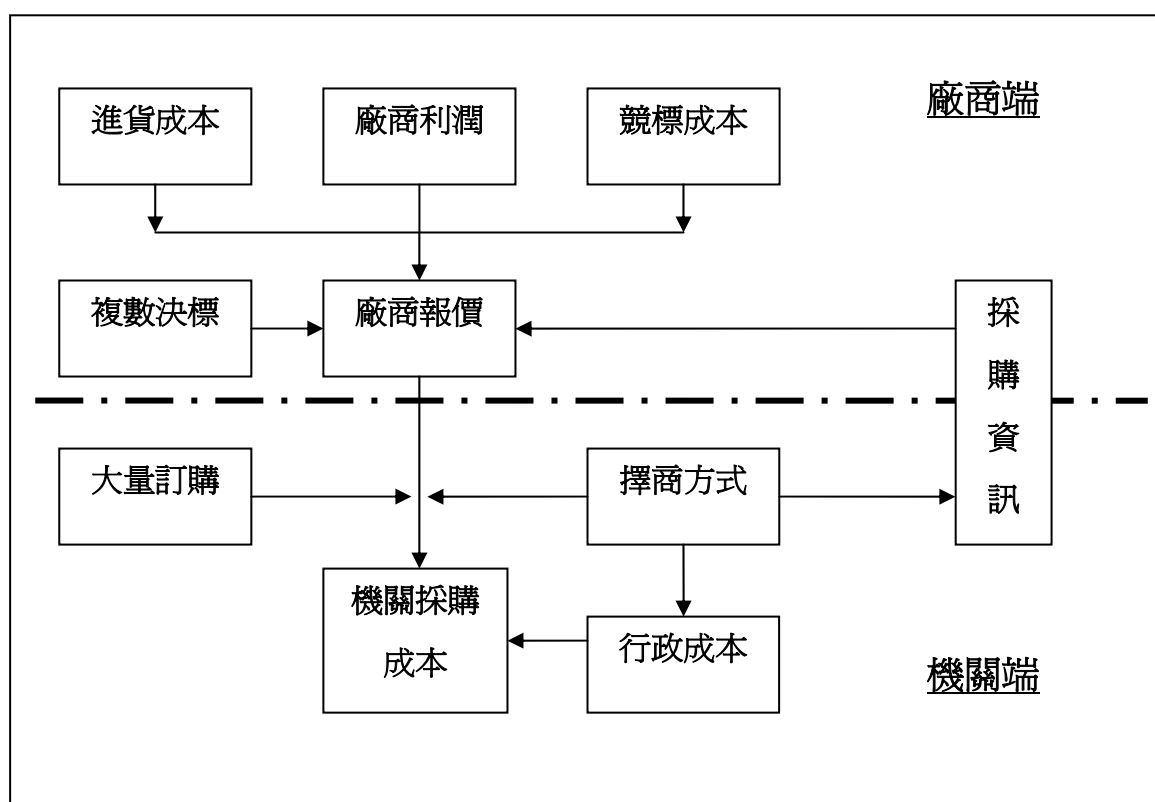 廠商端
進貨成本
廠商利潤
競標成本
複數決標
廠商報價
採購資訊
大量訂購
擇商方式
機關採購
成本
行政成本
機關端